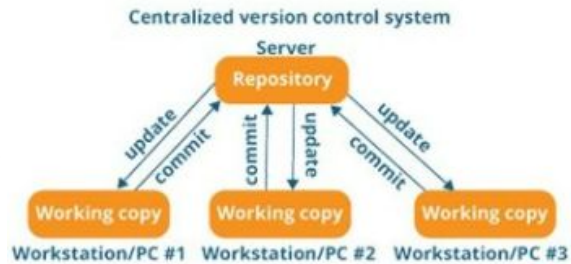 Centralized version control system
Server
Repository
update
commit
commit
update
update
commit
Working copy
Working copy
Working copy
Workstation/PC #1
Workstation/PC #2
Workstation/PC #3